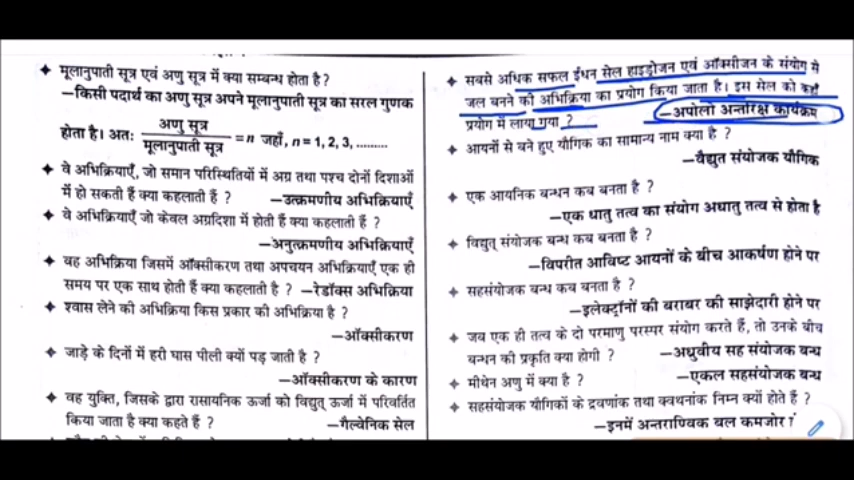 ✦ मूलानुपाती सूत्र एवं अणु सूत्र में क्या सम्बन्ध होता है ?
—किसी पदार्थ का अणु सूत्र अपने मूलानुपाती सूत्र का सरल गुणक
होता है। अतः अणु सूत्र / मूलानुपाती सूत्र = n जहाँ, n = 1, 2, 3, .........
✦ वे अभिक्रियाएँ, जो समान परिस्थितियों में अग्र तथा पश्च दोनों दिशाओं
में हो सकती हैं क्या कहलाती हैं ? —उत्क्रमणीय अभिक्रियाएँ
✦ वे अभिक्रियाएँ जो केवल अग्रदिशा में होती हैं क्या कहलाती हैं ?
—अनुत्क्रमणीय अभिक्रियाएँ
✦ वह अभिक्रिया जिसमें ऑक्सीकरण तथा अपचयन अभिक्रियाएँ एक ही
समय पर एक साथ होती हैं क्या कहलाती है ? —रेडॉक्स अभिक्रिया
✦ श्वास लेने की अभिक्रिया किस प्रकार की अभिक्रिया है ?
—ऑक्सीकरण
✦ जाड़े के दिनों में हरी घास पीली क्यों पड़ जाती है ?
—ऑक्सीकरण के कारण
✦ वह युक्ति, जिसके द्वारा रासायनिक ऊर्जा को विद्युत् ऊर्जा में परिवर्तित
किया जाता है क्या कहते हैं ? —गैल्वेनिक सेल
✦ सबसे अधिक सफल ईंधन सेल हाइड्रोजन एवं ऑक्सीजन के संयोग से
जल बनने की अभिक्रिया का प्रयोग किया जाता है। इस सेल को कहाँ
प्रयोग में लाया गया ? —अपोलो अन्तरिक्ष कार्यक्रम
✦ आयनों से बने हुए यौगिक का सामान्य नाम क्या है ?
—वैद्युत संयोजक यौगिक
✦ एक आयनिक बन्धन कब बनता है ?
—एक धातु तत्व का संयोग अधातु तत्व से होता है
✦ विद्युत् संयोजक बन्ध कब बनता है ?
—विपरीत आविष्ट आयनों के बीच आकर्षण होने पर
✦ सहसंयोजक बन्ध कब बनता है ?
—इलेक्ट्रॉनों की बराबर की साझेदारी होने पर
✦ जब एक ही तत्व के दो परमाणु परस्पर संयोग करते हैं, तो उनके बीच
बन्धन की प्रकृति क्या होगी ? —अध्रुवीय सह संयोजक बन्ध
✦ मीथेन अणु में क्या है ? —एकल सहसंयोजक बन्ध
✦ सहसंयोजक यौगिकों के द्रवणांक तथा क्वथनांक निम्न क्यों होते हैं ?
—इनमें अन्तराण्विक बल कमजोर